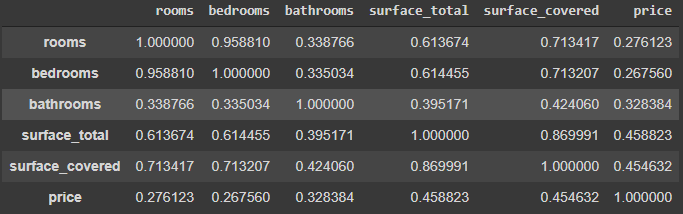 rooms bedrooms bathrooms surface_total surface_covered price
rooms 1.000000 0.958810 0.338766 0.613674 0.713417 0.276123
bedrooms 0.958810 1.000000 0.335034 0.614455 0.713207 0.267560
bathrooms 0.338766 0.335034 1.000000 0.395171 0.424060 0.328384
surface_total 0.613674 0.614455 0.395171 1.000000 0.869991 0.458823
surface_covered 0.713417 0.713207 0.424060 0.869991 1.000000 0.454632
price 0.276123 0.267560 0.328384 0.458823 0.454632 1.000000